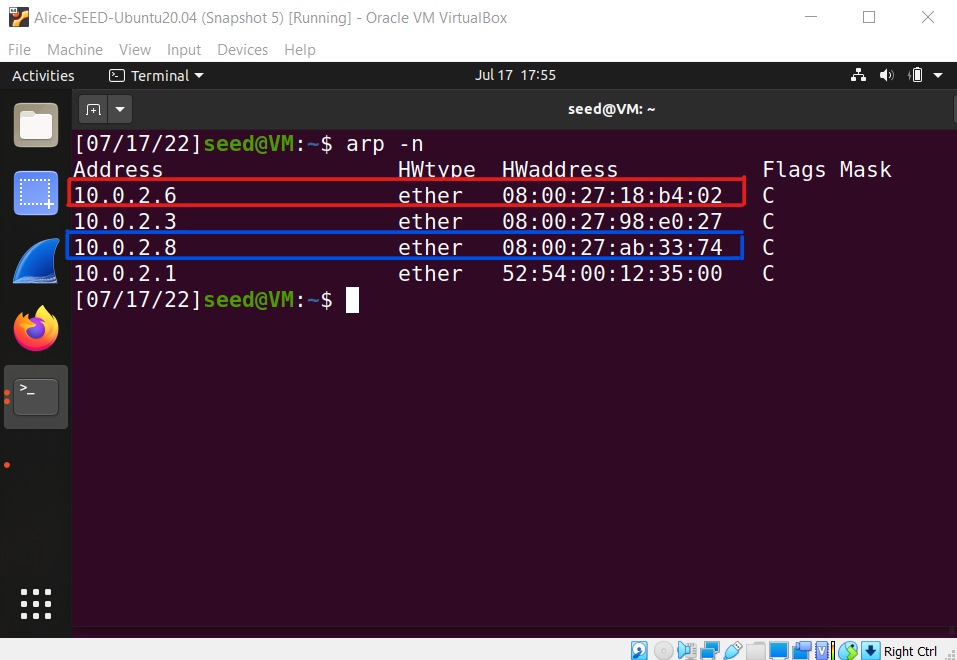 Alice-SEED-Ubuntu20.04 (Snapshot 5) [Running] - Oracle VM VirtualBox
File Machine View Input Devices Help
Activities Terminal Jul 17 17:55
seed@VM: ~
[07/17/22]seed@VM:~$ arp -n
Address HWtype HWaddress Flags Mask
10.0.2.6 ether 08:00:27:18:b4:02 C
10.0.2.3 ether 08:00:27:98:e0:27 C
10.0.2.8 ether 08:00:27:ab:33:74 C
10.0.2.1 ether 52:54:00:12:35:00 C
[07/17/22]seed@VM:~$
Right Ctrl